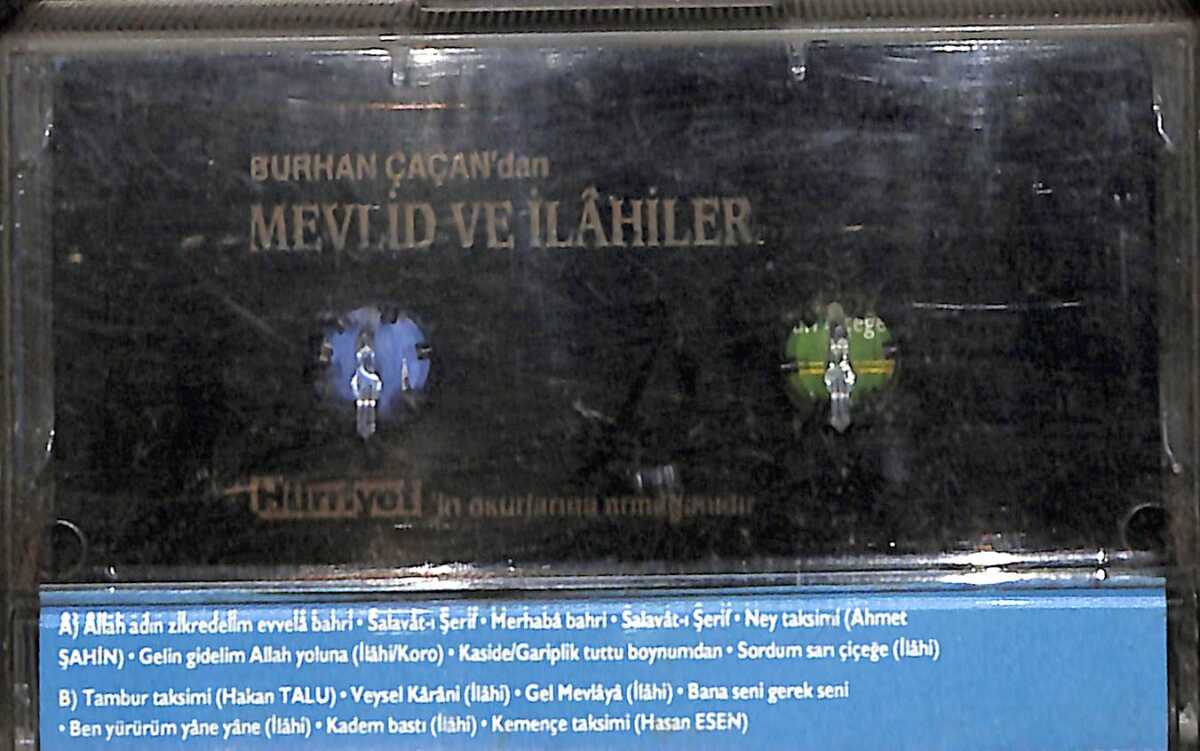 BURHAN ÇAÇAN'dan
MEVLİD VE İLÂHİLER
Hürriyet 'in okurlarına armağanıdır
A) Allah adın zikredelim evvelâ bahri • Salavât-ı Şerif • Merhabâ bahri • Salavât-ı Şerif • Ney taksimi (Ahmet
ŞAHİN) • Gelin gidelim Allah yoluna (İlâhi/Koro) • Kaside/Gariplik tuttu boynumdan • Sordum sarı çiçeğe (İlâhi)
B) Tambur taksimi (Hakan TALU) • Veysel Kârâni (İlâhi) • Gel Mevlâyâ (İlâhi) • Bana seni gerek seni
• Ben yürürüm yâne yâne (İlâhi) • Kadem bastı (İlâhi) • Kemençe taksimi (Hasan ESEN)